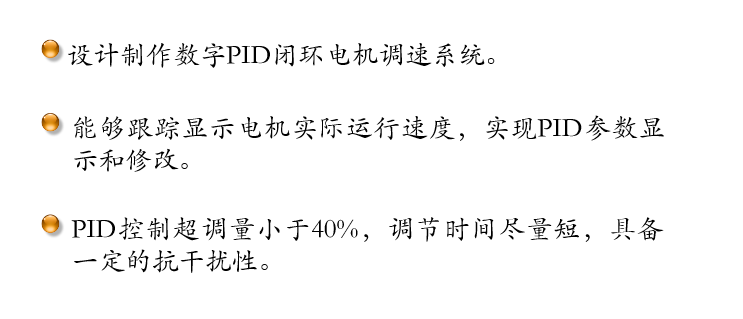 设计制作数字PID闭环电机调速系统。
能够跟踪显示电机实际运行速度，实现PID参数显
示和修改。
PID控制超调量小于40%，调节时间尽量短，具备
一定的抗干扰性。